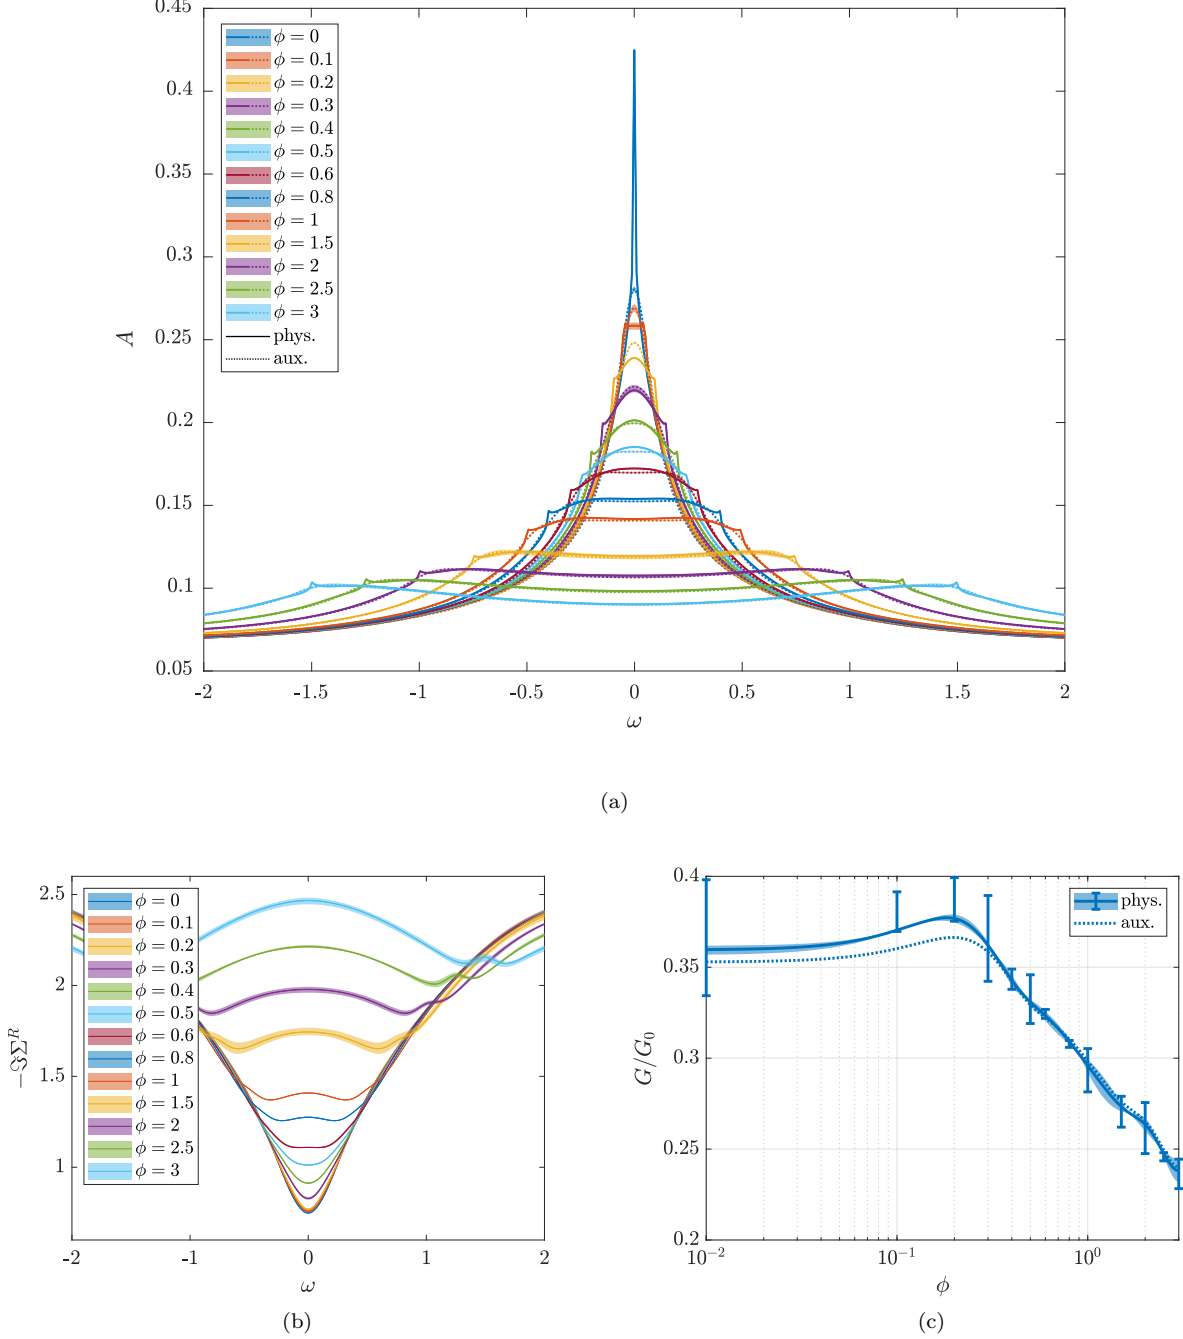 0.45
0.4
0.35
0.3
0.25
0.2
0.15
0.1
0.05
A
ϕ = 0
ϕ = 0.1
ϕ = 0.2
ϕ = 0.3
ϕ = 0.4
ϕ = 0.5
ϕ = 0.6
ϕ = 0.8
ϕ = 1
ϕ = 1.5
ϕ = 2
ϕ = 2.5
ϕ = 3
phys.
aux.
-2 -1.5 -1 -0.5 0 0.5 1 1.5 2
ω
(a)
2.5
2
1.5
1
−ℑΣ^R
ϕ = 0
ϕ = 0.1
ϕ = 0.2
ϕ = 0.3
ϕ = 0.4
ϕ = 0.5
ϕ = 0.6
ϕ = 0.8
ϕ = 1
ϕ = 1.5
ϕ = 2
ϕ = 2.5
ϕ = 3
-2 -1 0 1 2
ω
(b)
0.4
0.35
0.3
0.25
0.2
G/G₀
phys.
aux.
10⁻² 10⁻¹ 10⁰
ϕ
(c)